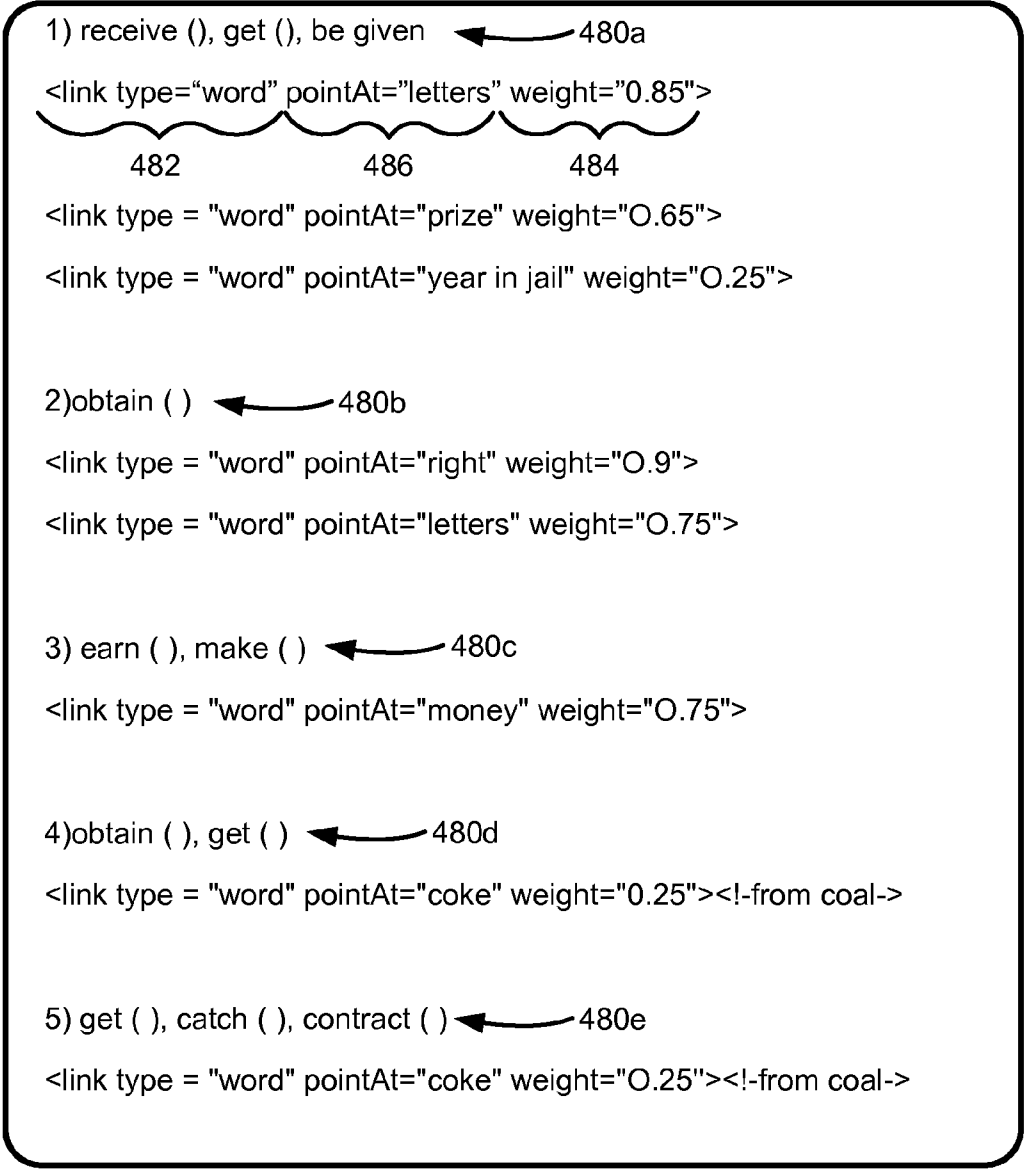 1) receive (), get (), be given 480a
<link type=“word” pointAt=”letters” weight=”0.85">
482 486 484
<link type = "word" pointAt="prize" weight="O.65">
<link type = "word" pointAt="year in jail" weight="O.25">
2)obtain ( ) 480b
<link type = "word" pointAt="right" weight="O.9">
<link type = "word" pointAt="letters" weight="O.75">
3) earn ( ), make ( ) 480c
<link type = "word" pointAt="money" weight="O.75">
4)obtain ( ), get ( ) 480d
<link type = "word" pointAt="coke" weight="0.25"><!-from coal->
5) get ( ), catch ( ), contract ( ) 480e
<link type = "word" pointAt="coke" weight="O.25"><!-from coal->